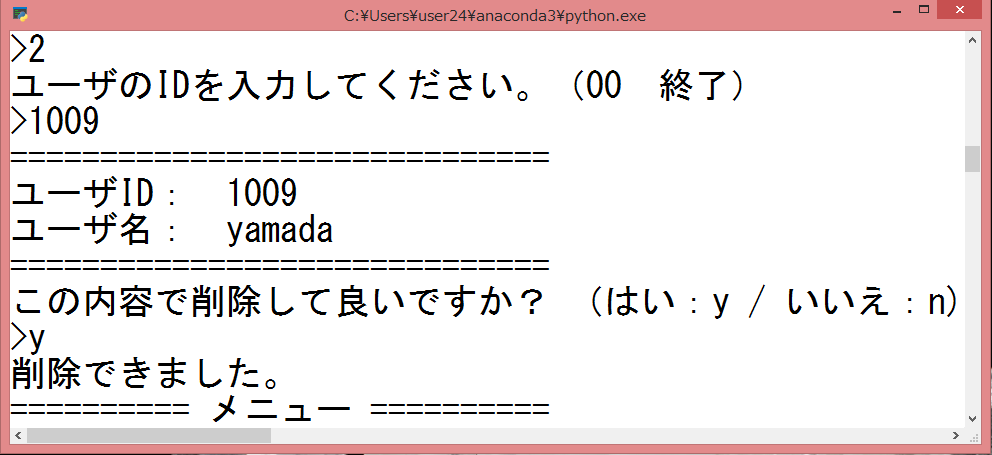 C:¥Users¥user24¥anaconda3¥python.exe
>2
ユーザのIDを入力してください。（00　終了）
>1009
==============================
ユーザID：　1009
ユーザ名：　yamada
==============================
この内容で削除して良いですか？　（はい：y / いいえ：n)
>y
削除できました。
========== メニュー ==========